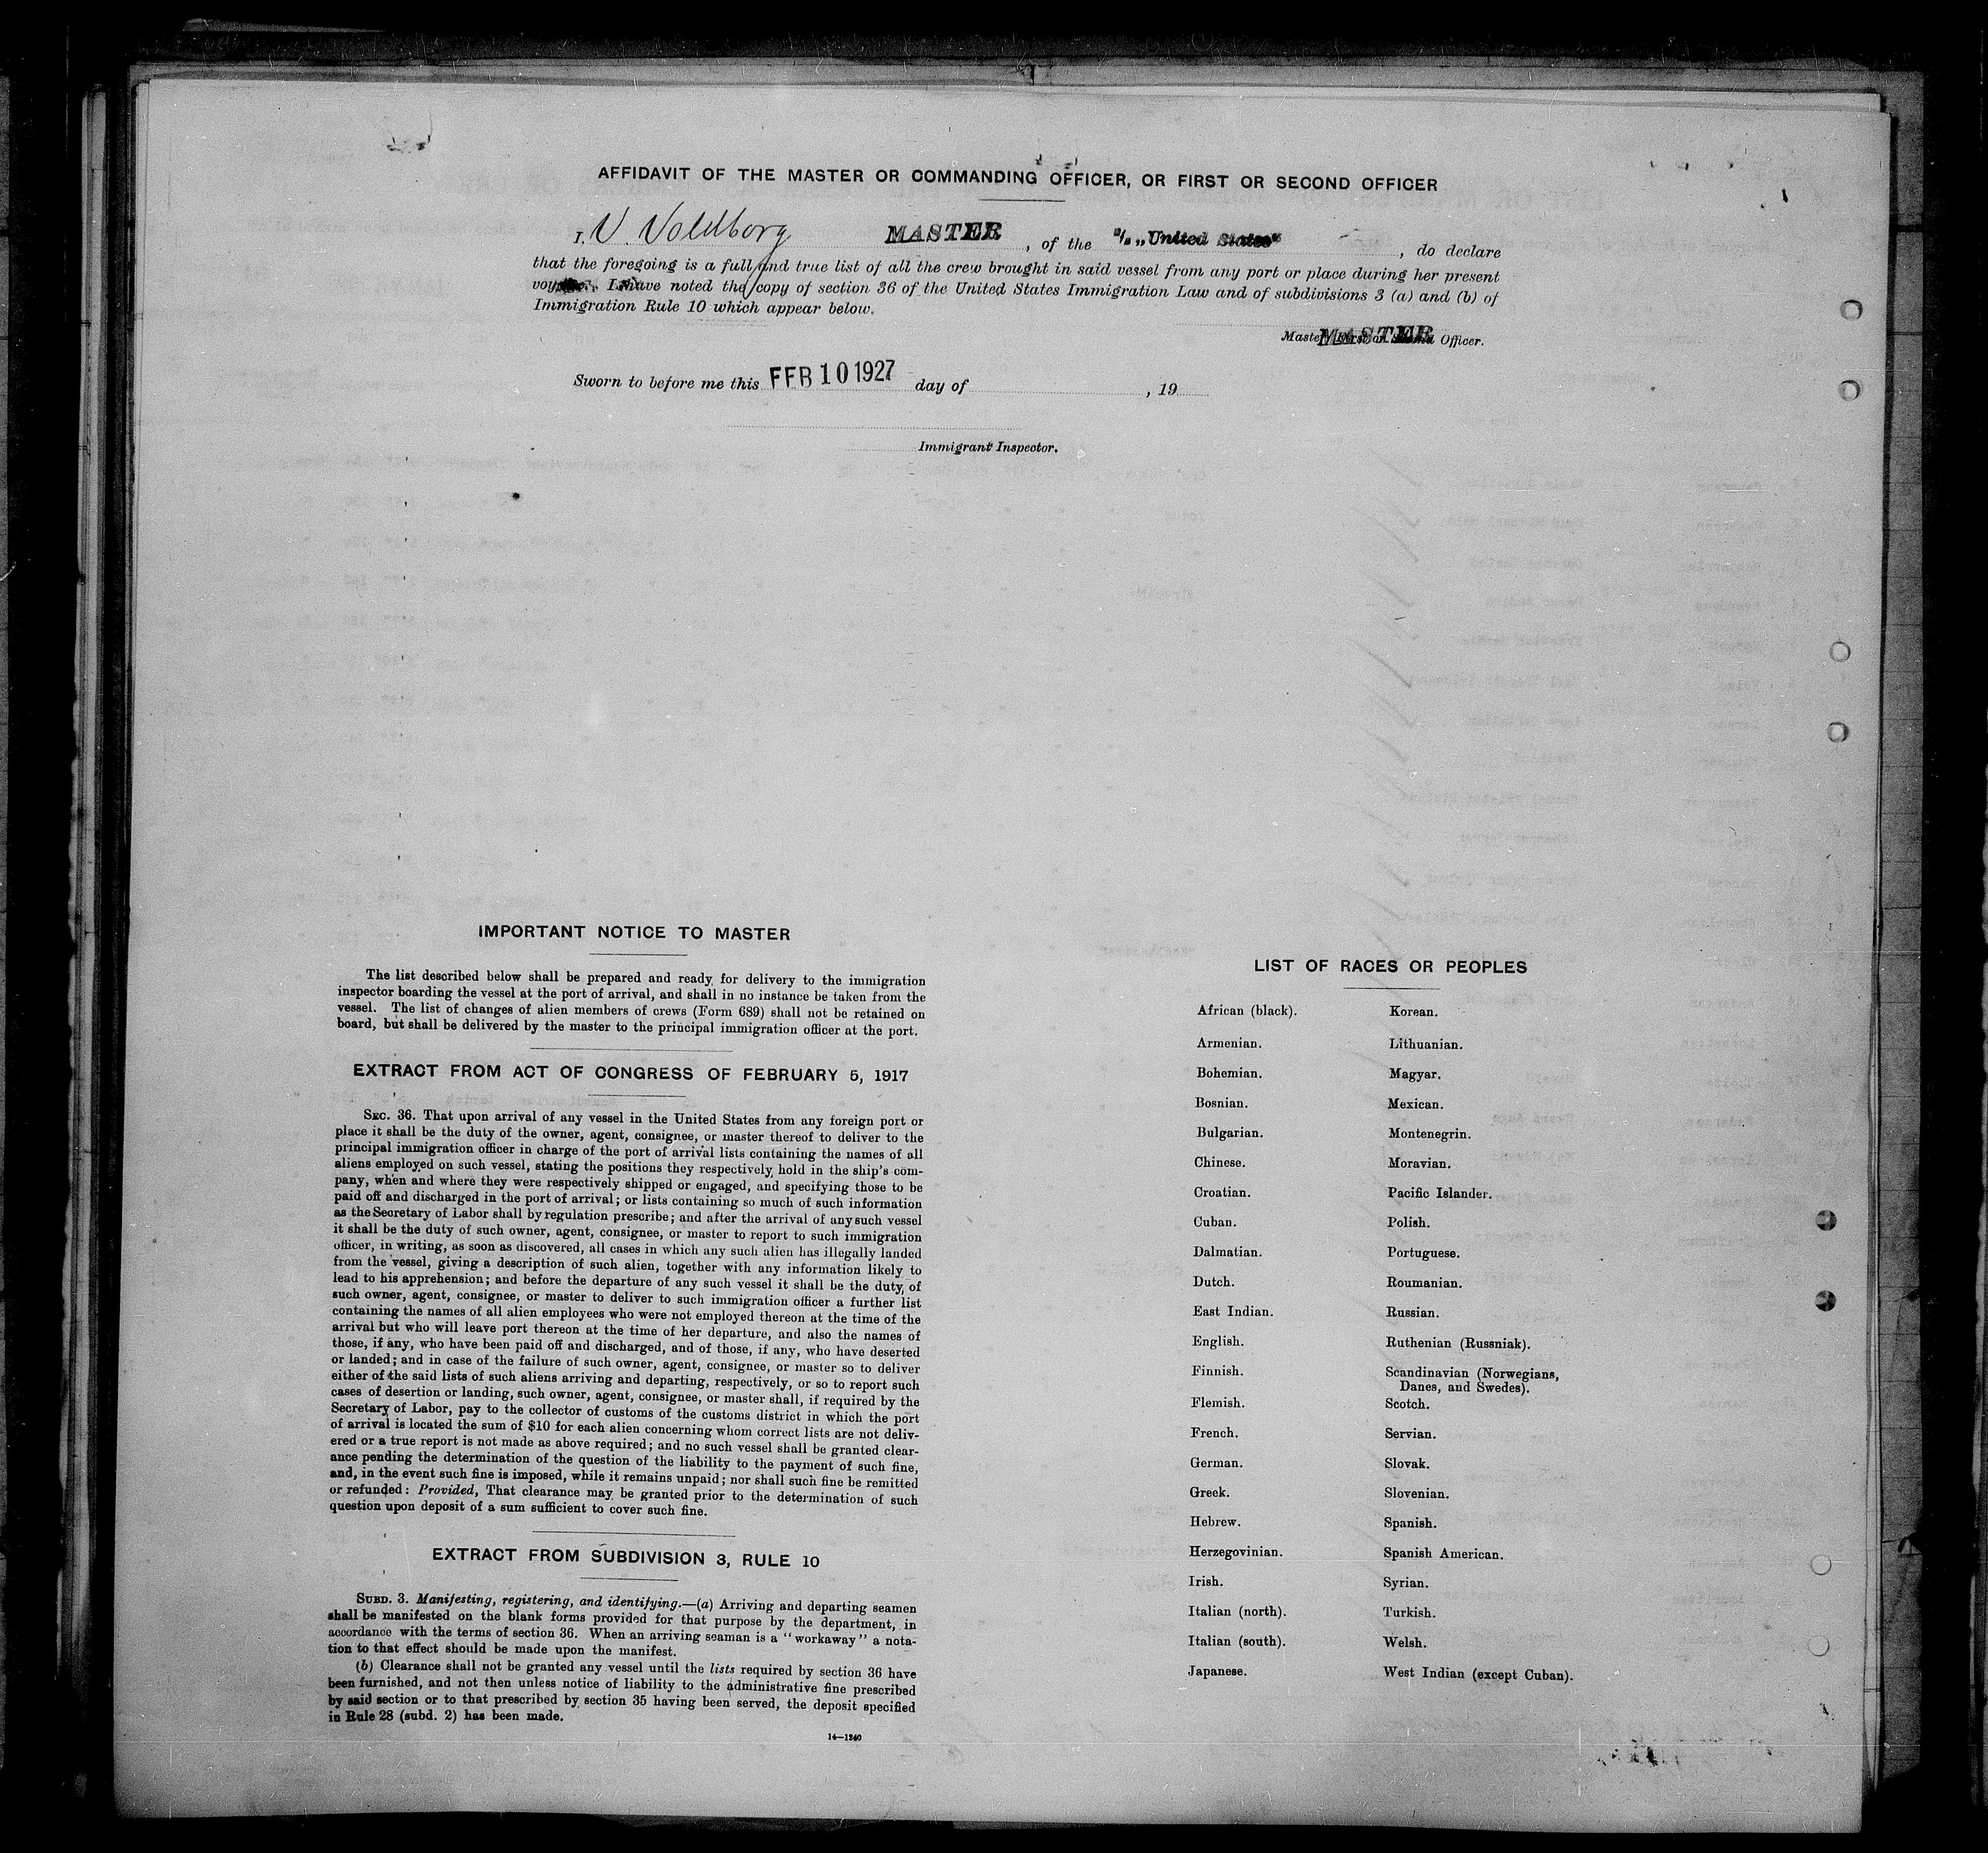 AFFIDAVIT OF THE MASTER OR COMMANDING OFFICER, OR FIRST OR SECOND OFFICER
I, V. Voldborg MASTER, of the S/S „United States", do declare
that the foregoing is a full and true list of all the crew brought in said vessel from any port or place during her present
voyage. I have noted the copy of section 36 of the United States Immigration Law and of subdivisions 3 (a) and (b) of
Immigration Rule 10 which appear below.
MASTER
Master, First or Second Officer.
Sworn to before me this FEB 10 1927 day of , 19
Immigrant Inspector.
IMPORTANT NOTICE TO MASTER
The list described below shall be prepared and ready for delivery to the immigration
inspector boarding the vessel at the port of arrival, and shall in no instance be taken from the
vessel. The list of changes of alien members of crews (Form 689) shall not be retained on
board, but shall be delivered by the master to the principal immigration officer at the port.
EXTRACT FROM ACT OF CONGRESS OF FEBRUARY 5, 1917
SEC. 36. That upon arrival of any vessel in the United States from any foreign port or
place it shall be the duty of the owner, agent, consignee, or master thereof to deliver to the
principal immigration officer in charge of the port of arrival lists containing the names of all
aliens employed on such vessel, stating the positions they respectively hold in the ship's com-
pany, when and where they were respectively shipped or engaged, and specifying those to be
paid off and discharged in the port of arrival; or lists containing so much of such information
as the Secretary of Labor shall by regulation prescribe; and after the arrival of any such vessel
it shall be the duty of such owner, agent, consignee, or master to report to such immigration
officer, in writing, as soon as discovered, all cases in which any such alien has illegally landed
from the vessel, giving a description of such alien, together with any information likely to
lead to his apprehension; and before the departure of any such vessel it shall be the duty of
such owner, agent, consignee, or master to deliver to such immigration officer a further list
containing the names of all alien employees who were not employed thereon at the time of the
arrival but who will leave port thereon at the time of her departure, and also the names of
those, if any, who have been paid off and discharged, and of those, if any, who have deserted
or landed; and in case of the failure of such owner, agent, consignee, or master so to deliver
either of the said lists of such aliens arriving and departing, respectively, or so to report such
cases of desertion or landing, such owner, agent, consignee, or master shall, if required by the
Secretary of Labor, pay to the collector of customs of the customs district in which the port
of arrival is located the sum of $10 for each alien concerning whom correct lists are not deliv-
ered or a true report is not made as above required; and no such vessel shall be granted clear-
ance pending the determination of the question of the liability to the payment of such fine,
and, in the event such fine is imposed, while it remains unpaid; nor shall such fine be remitted
or refunded: Provided, That clearance may be granted prior to the determination of such
question upon deposit of a sum sufficient to cover such fine.
EXTRACT FROM SUBDIVISION 3, RULE 10
SUBD. 3. Manifesting, registering, and identifying.—(a) Arriving and departing seamen
shall be manifested on the blank forms provided for that purpose by the department, in
accordance with the terms of section 36. When an arriving seaman is a "workaway" a nota-
tion to that effect should be made upon the manifest.
(b) Clearance shall not be granted any vessel until the lists required by section 36 have
been furnished, and not then unless notice of liability to the administrative fine prescribed
by said section or to that prescribed by section 35 having been served, the deposit specified
in Rule 28 (subd. 2) has been made.
14—1240
LIST OF RACES OR PEOPLES
African (black). Korean.
Armenian. Lithuanian.
Bohemian. Magyar.
Bosnian. Mexican.
Bulgarian. Montenegrin.
Chinese. Moravian.
Croatian. Pacific Islander.
Cuban. Polish.
Dalmatian. Portuguese.
Dutch. Roumanian.
East Indian. Russian.
English. Ruthenian (Russniak).
Finnish. Scandinavian (Norwegians,
Danes, and Swedes).
Flemish. Scotch.
French. Servian.
German. Slovak.
Greek. Slovenian.
Hebrew. Spanish.
Herzegovinian. Spanish American.
Irish. Syrian.
Italian (north). Turkish.
Italian (south). Welsh.
Japanese. West Indian (except Cuban).